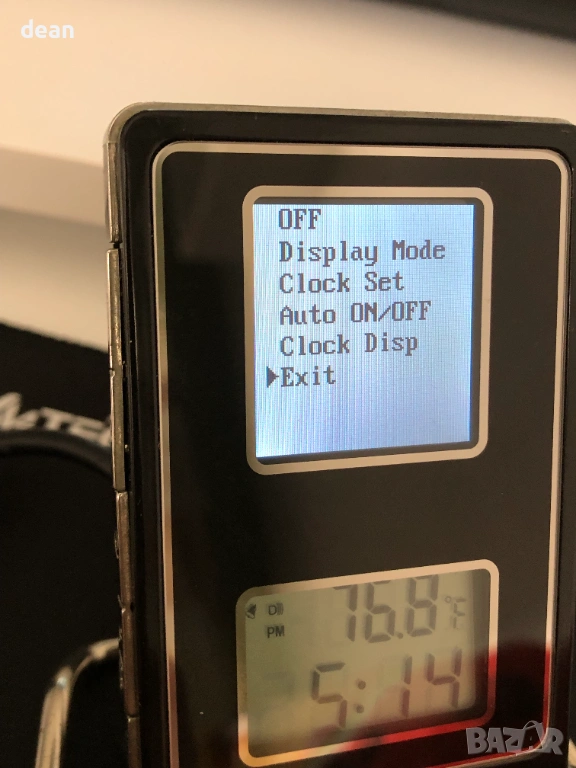 dean
OFF
Display Mode
Clock Set
Auto ON/OFF
Clock Disp
▶Exit
76.8°F
PM
5:14
BAZAR